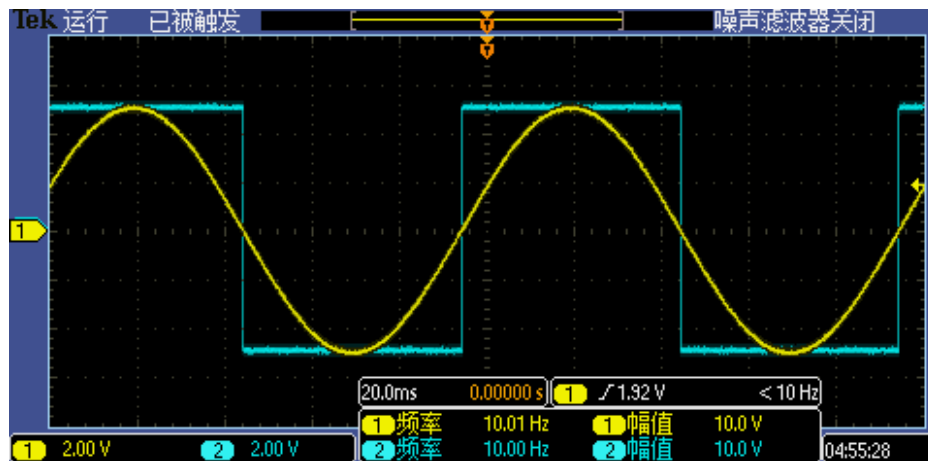 Tek 运行 已被触发 噪声滤波器关闭
1
20.0ms 0.00000 s 1 1.92 V < 10 Hz
1 频率 10.01 Hz 1 幅值 10.0 V
1 2.00 V 2 2.00 V 2 频率 10.00 Hz 2 幅值 10.0 V 04:55:28